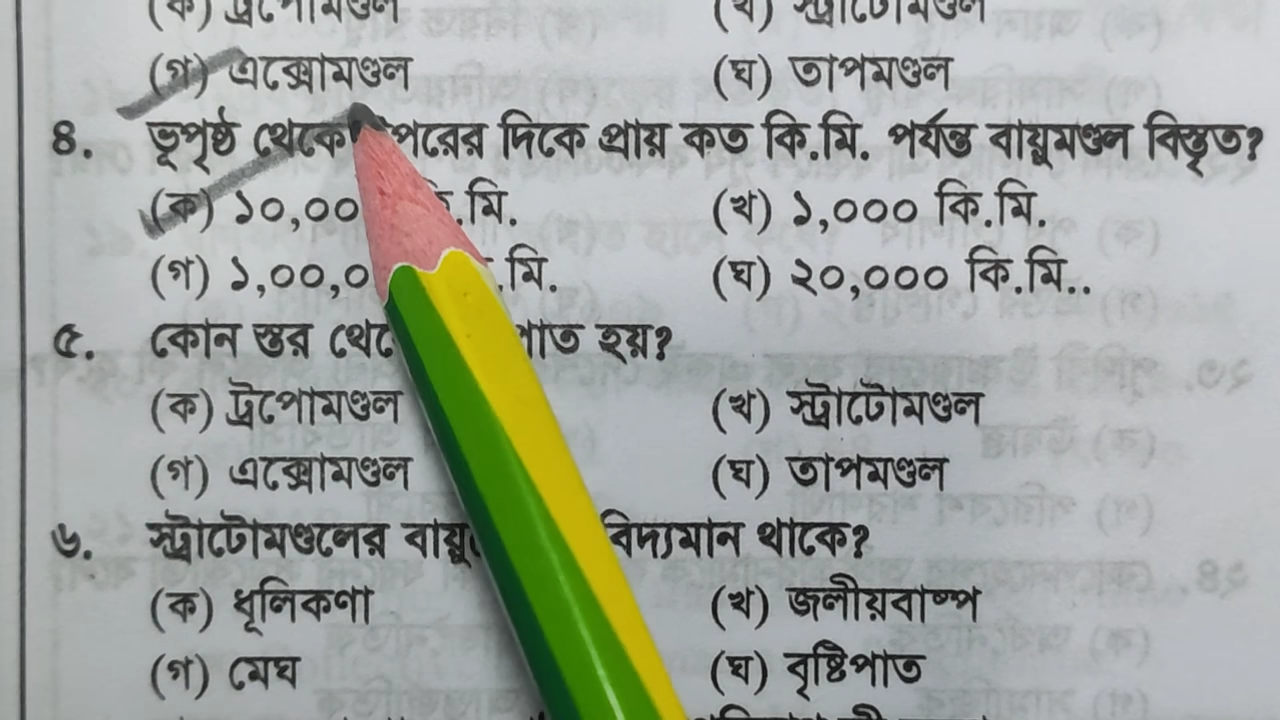 (ক) ট্রপোমণ্ডল (খ) স্ট্রাটোমণ্ডল
(গ) এক্সোমণ্ডল (ঘ) তাপমণ্ডল
৪. ভূপৃষ্ঠ থেকে পরের দিকে প্রায় কত কি.মি. পর্যন্ত বায়ুমণ্ডল বিস্তৃত?
(ক) ১০,০০ .মি. (খ) ১,০০০ কি.মি.
(গ) ১,০০,০ .মি. (ঘ) ২০,০০০ কি.মি..
৫. কোন স্তর হয়?
(ক) ট্রপোমণ্ডল (খ) স্ট্রাটোমণ্ডল
(গ) এক্সোমণ্ডল (ঘ) তাপমণ্ডল
৬. স্ট্রাটোমণ্ডলের বিদ্যমান থাকে?
(ক) ধূলিকণা (খ) জলীয়বাষ্প
(গ) মেঘ (ঘ) বৃষ্টিপাত